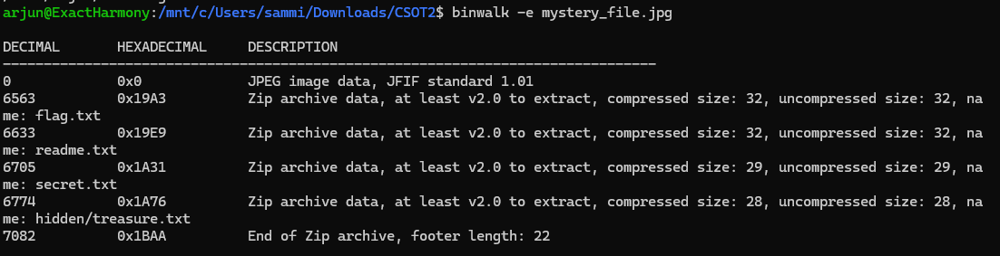 arjun@ExactHarmony:/mnt/c/Users/sammi/Downloads/CSOT2$ binwalk -e mystery_file.jpg
DECIMAL       HEXADECIMAL     DESCRIPTION
--------------------------------------------------------------------------------
0             0x0             JPEG image data, JFIF standard 1.01
6563          0x19A3          Zip archive data, at least v2.0 to extract, compressed size: 32, uncompressed size: 32, na
me: flag.txt
6633          0x19E9          Zip archive data, at least v2.0 to extract, compressed size: 32, uncompressed size: 32, na
me: readme.txt
6705          0x1A31          Zip archive data, at least v2.0 to extract, compressed size: 29, uncompressed size: 29, na
me: secret.txt
6774          0x1A76          Zip archive data, at least v2.0 to extract, compressed size: 28, uncompressed size: 28, na
me: hidden/treasure.txt
7082          0x1BAA          End of Zip archive, footer length: 22